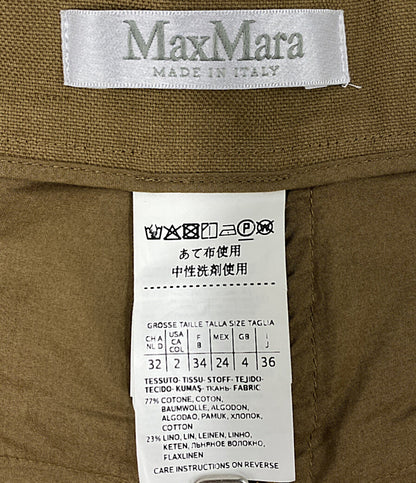 MaxMara
MADE IN ITALY
P W
あて布使用
中性洗剤使用
GROSSE TAILLE TALLA SIZE TAGLIA
CH A NL D USA CA COL F B MEX GB I J
32 2 34 24 4 36
TESSUTO- TISSU- STOFF- TEJIDO-
TECIDO- KUMAŞ- ТКАНЬ- FABRIC
77% COTONE, COTON,
BAUMWOLLE, ALGODON,
ALGODAO, PAMUK, ХЛОПОК,
COTTON
23% LINO, LIN, LEINEN, LINHO,
KETEN, ЛЬНЯНОЕ ВОЛОКНО,
FLAXLINEN
CARE INSTRUCTIONS ON REVERSE